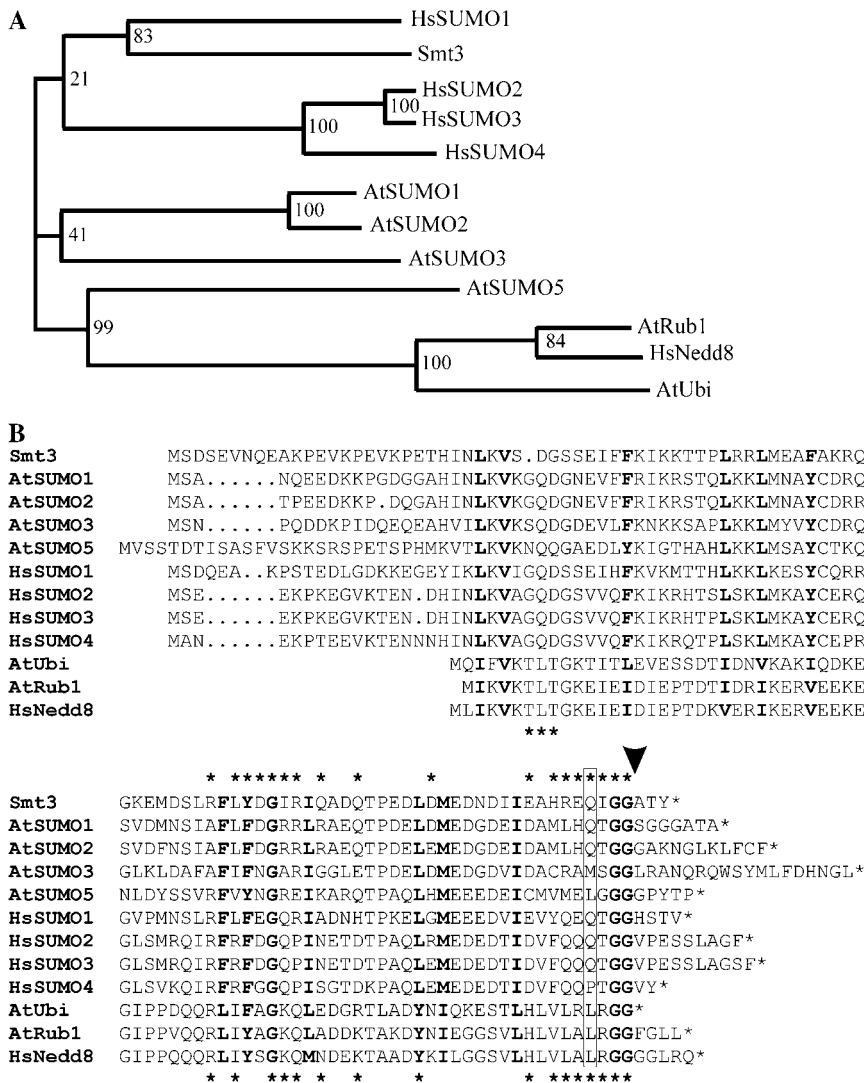 A
HsSUMO1
83
Smt3
21
HsSUMO2
100
HsSUMO3
100
HsSUMO4
AtSUMO1
100
AtSUMO2
41
AtSUMO3
AtSUMO5
99
AtRub1
84
HsNedd8
100
AtUbi
B
Smt3 MSDSEVNQEAKPEVKPEVKPETHINLKVS.DGSSEIFFKIKKTTPLRRLMEAFAKRQ
AtSUMO1 MSA......NQEEDKKPGDGGAHINLKVKGQDGNEVFFRIKRSTQLKKLMNAYCDRQ
AtSUMO2 MSA......TPEEDKKP.DQGAHINLKVKGQDGNEVFFRIKRSTQLKKLMNAYCDRR
AtSUMO3 MSN......PQDDKPIDQEQEAHVILKVKSQDGDEVLFKNKKSAPLKKLMYVYCDRR
AtSUMO5 MVSSTDTISASFVSKKSRSPETSPHMKVTLKVKNQQGAEDLYKIGTHAHLKKLMSAYCTKQ
HsSUMO1 MSDQEA..KPSTEDLGDKKEGEYIKLKVIGQDSSEIHFKVKMTTHLKKLKESYCQRR
HsSUMO2 MSE......EKPKEGVKTEN.DHINLKVAGQDGSVVQFKIKRHTSLSKLMKAYCERQ
HsSUMO3 MSE......EKPKEGVKTEN.DHINLKVAGQDGSVVQFKIKRHTPLSKLMKAYCERQ
HsSUMO4 MAN......EKPTEEVKTENNNHINLKVAGQDGSVVQFKIKRQTPLSKLMKAYCEPR
AtUbi MQIFVKTLTGKTITLEVESSDTIDNVKAKIQDKE
AtRub1 MIKVKTLTGKEIEIDIEPTDTIDRIKERVEEKE
HsNedd8 MLIKVKTLTGKEIEIDIEPTDKVERIKERVEEKE
***
* ***** * * * * *******
Smt3 GKEMDSLRFLYDGIRIQADQTPEDLDMEDNDIIEAHREQIGGATY*
AtSUMO1 SVDMNSIAFLFDGRRLRAEQTPDELDMEDGDEIDAMLHQTGGSGGGATA*
AtSUMO2 SVDFNSIAFLFDGRRLRAEQTPDELEMEDGDEIDAMLHQTGGGAKNGLKLFCF*
AtSUMO3 GLKLDAFAFIFNGARIGGLETPDELDMEDGDVIDACRAMSGGLRANQRQWSYMLFDHNGL*
AtSUMO5 NLDYSSVRFVYNGREIKARQTPAQLHMEEEDEICMVMELGGGGPYTP*
HsSUMO1 GVPMNSLRFLFEGQRIADNHTPKELGMEEEDVIEVYQEQTGGHSTV*
HsSUMO2 GLSMRQIRFRFDGQPINETDTPAQLRMEDEDTIDVFQQQTGGVPESSLAGF*
HsSUMO3 GLSMRQIRFRFDGQPINETDTPAQLEMEDEDTIDVFQQQTGGVPESSLAGSF*
HsSUMO4 GLSVKQIRFRFGGQPISGTDKPAQLEMEDEDTIDVFQQPTGGVY*
AtUbi GIPPDQQRLIFAGKQLEDGRTLADYNIQKESTLHLVLRLRGG*
AtRub1 GIPPVQQRLIYAGKQLADDKTAKDYNIEGGSVLHLVLALRGGFGLL*
HsNedd8 GIPPQQQRLIYSGKQMNDEKTAADYKILGGSVLHLVLALRGGGGLRQ*
* * **** * * * *******